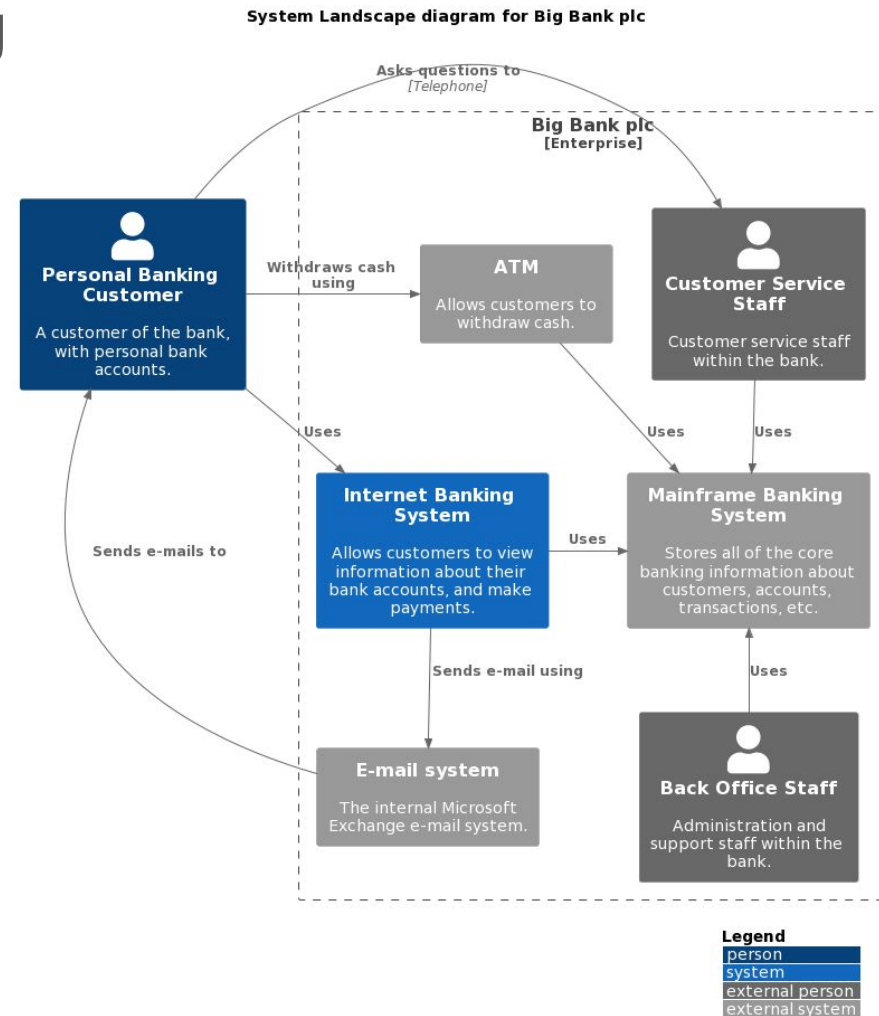 System Landscape diagram for Big Bank plc
Asks questions to
[Telephone]
Big Bank plc
[Enterprise]
Personal Banking
Customer
A customer of the bank,
with personal bank
accounts.
Withdraws cash
using
ATM
Allows customers to
withdraw cash.
Customer Service
Staff
Customer service staff
within the bank.
Uses
Uses
Uses
Internet Banking
System
Allows customers to view
information about their
bank accounts, and make
payments.
Uses
Mainframe Banking
System
Stores all of the core
banking information about
customers, accounts,
transactions, etc.
Sends e-mails to
Sends e-mail using
Uses
E-mail system
The internal Microsoft
Exchange e-mail system.
Back Office Staff
Administration and
support staff within the
bank.
Legend
person
system
external person
external system